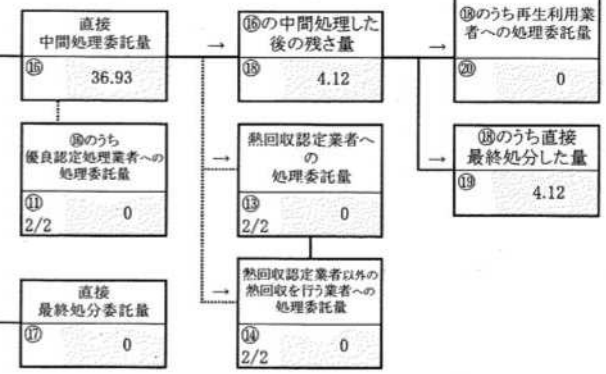 直接
中間処理委託量
⑯
36.93
→
⑯の中間処理した
後の残さ量
⑱
4.12
→
⑱のうち再生利用業
者への処理委託量
⑳
0
⑯のうち
優良認定処理業者への
処理委託量
⑪
2/2
0
→
熱回収認定業者へ
の
処理委託量
⑬
2/2
0
→
⑱のうち直接
最終処分した量
⑲
4.12
直接
最終処分委託量
⑰
0
→
熱回収認定業者以外の
熱回収を行う業者への
処理委託量
⑭
2/2
0